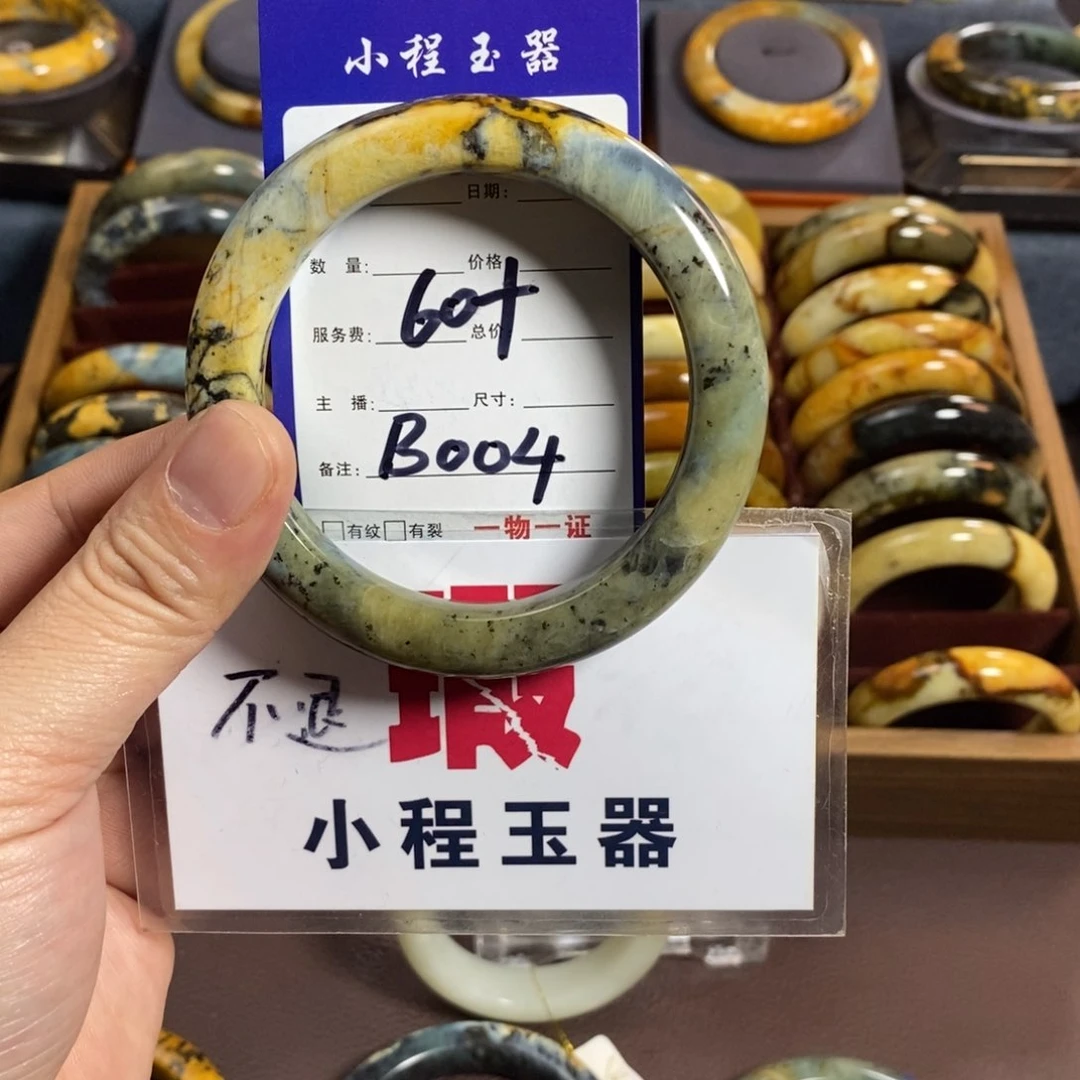 小程玉器
日期:
数 量: 价格
60+
服务费: 总价
主 播: 尺寸:
B004
备注:
有纹 有裂 一物一证
不退
瑕
小程玉器